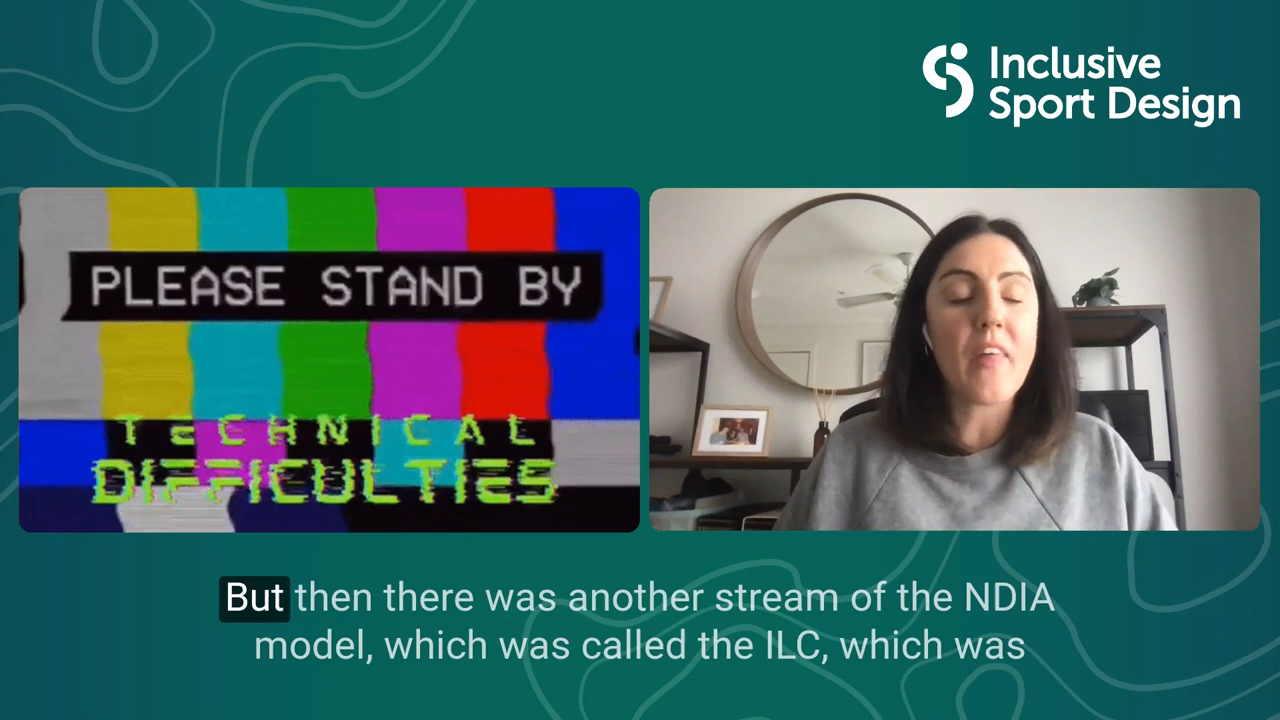 Inclusive
Sport Design
PLEASE STAND BY
TECHNICAL
DIFFICULTIES
But then there was another stream of the NDIA
model, which was called the ILC, which was